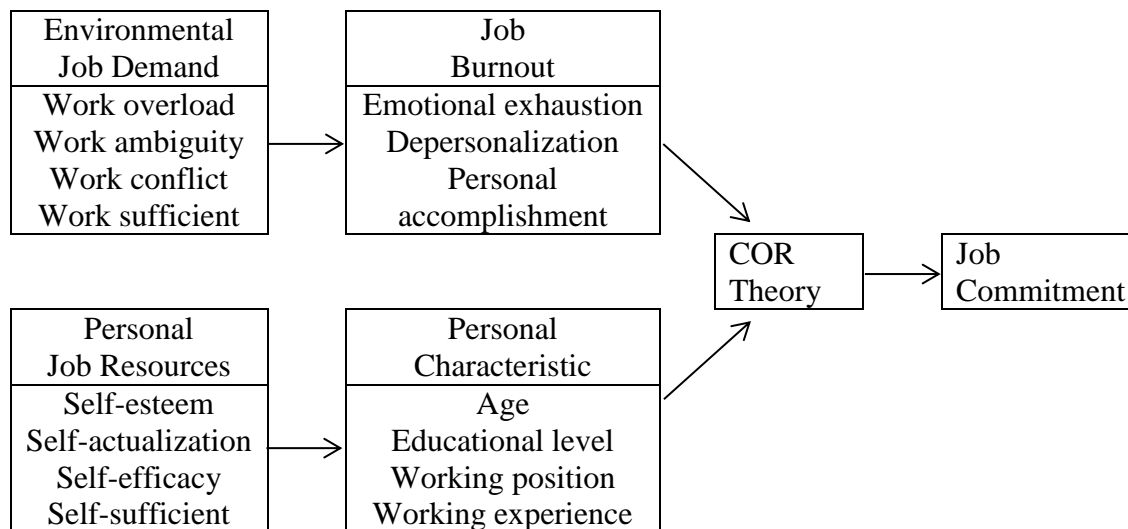 Environmental
Job Demand
Work overload
Work ambiguity
Work conflict
Work sufficient
Job
Burnout
Emotional exhaustion
Depersonalization
Personal
accomplishment
COR
Theory
Job
Commitment
Personal
Job Resources
Self-esteem
Self-actualization
Self-efficacy
Self-sufficient
Personal
Characteristic
Age
Educational level
Working position
Working experience